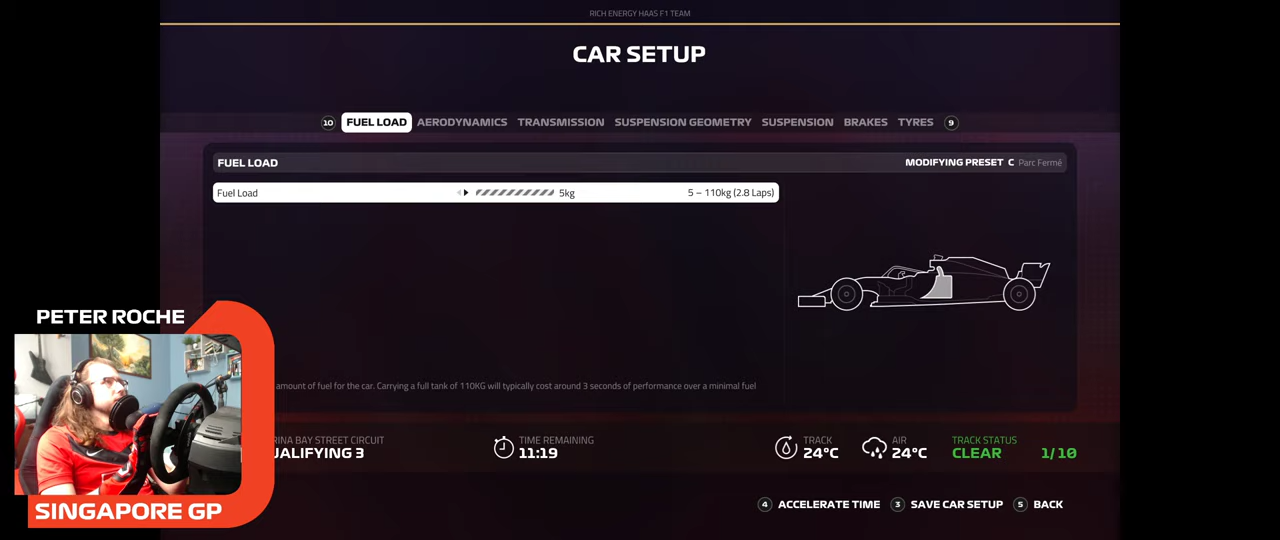 RICH ENERGY HAAS F1 TEAM
CAR SETUP
10 FUEL LOAD AERODYNAMICS TRANSMISSION SUSPENSION GEOMETRY SUSPENSION BRAKES TYRES 9
FUEL LOAD MODIFYING PRESET C Parc Fermé
Fuel Load 5kg 5 – 110kg (2.8 Laps)
PETER ROCHE
amount of fuel for the car. Carrying a full tank of 110KG will typically cost around 3 seconds of performance over a minimal fuel
RINA BAY STREET CIRCUIT TIME REMAINING TRACK AIR TRACK STATUS
UALIFYING 3 11:19 24°C 24°C CLEAR 1/10
4 ACCELERATE TIME 3 SAVE CAR SETUP 5 BACK
SINGAPORE GP